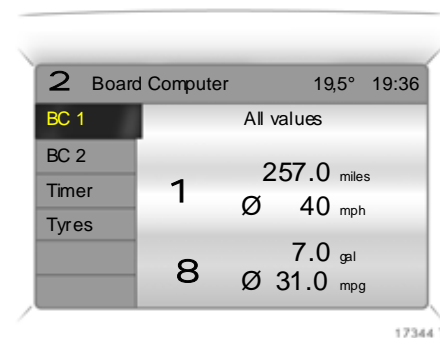 2 Board Computer 19,5° 19:36
BC 1
All values
BC 2
Timer
Tyres
1
257.0 miles
Ø 40 mph
8
7.0 gal
Ø 31.0 mpg
17344